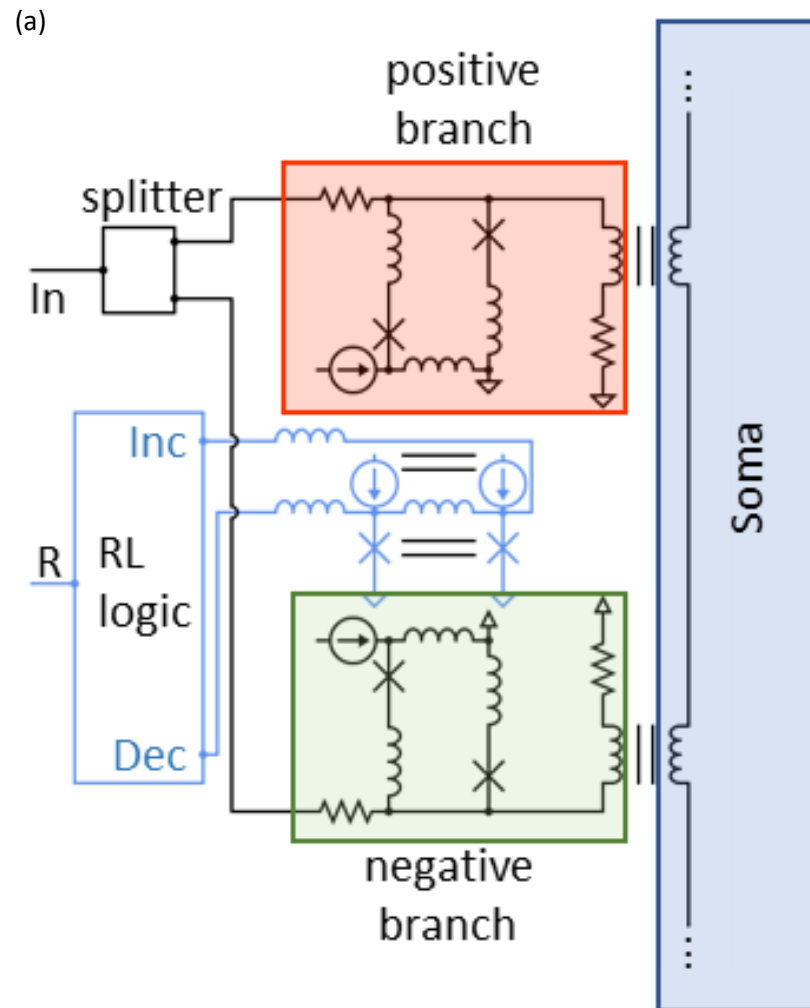 (a)
positive
branch
splitter
In
Inc
R
RL
logic
Dec
Soma
negative
branch